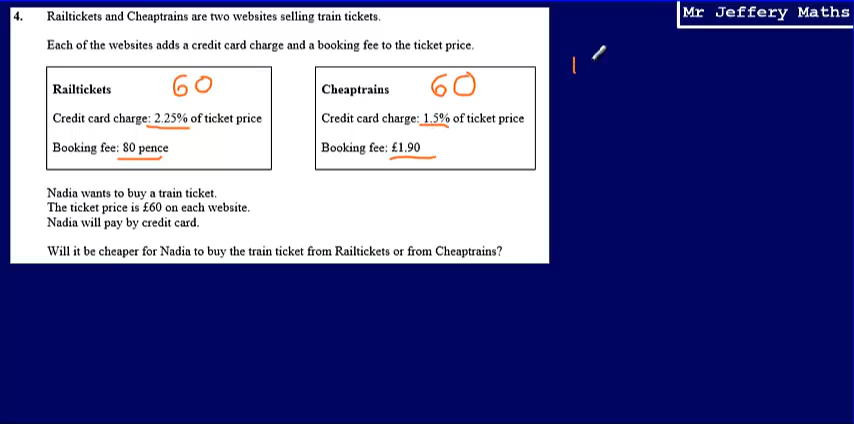 Mr Jeffery Maths
4. Railtickets and Cheaptrains are two websites selling train tickets.
Each of the websites adds a credit card charge and a booking fee to the ticket price.
Railtickets 60
Credit card charge: 2.25% of ticket price
Booking fee: 80 pence
Cheaptrains 60
Credit card charge: 1.5% of ticket price
Booking fee: £1.90
1
Nadia wants to buy a train ticket.
The ticket price is £60 on each website.
Nadia will pay by credit card.
Will it be cheaper for Nadia to buy the train ticket from Railtickets or from Cheaptrains?